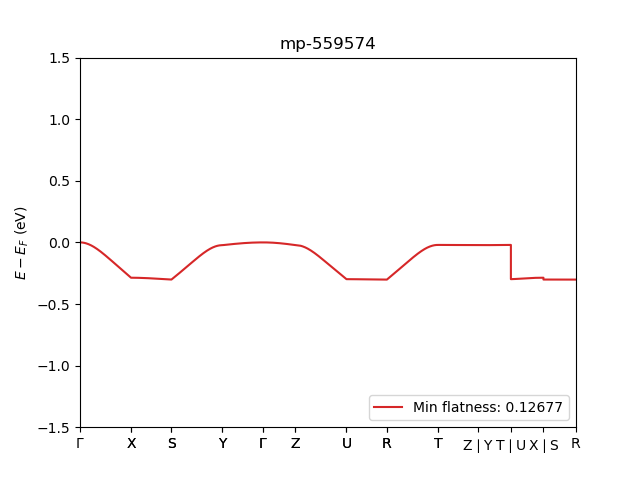 mp-559574
1.5
1.0
0.5
0.0
−0.5
−1.0
−1.5
E − E_F (eV)
Min flatness: 0.12677
Γ X S Y Γ Z U R T Z | Y T | U X | S R